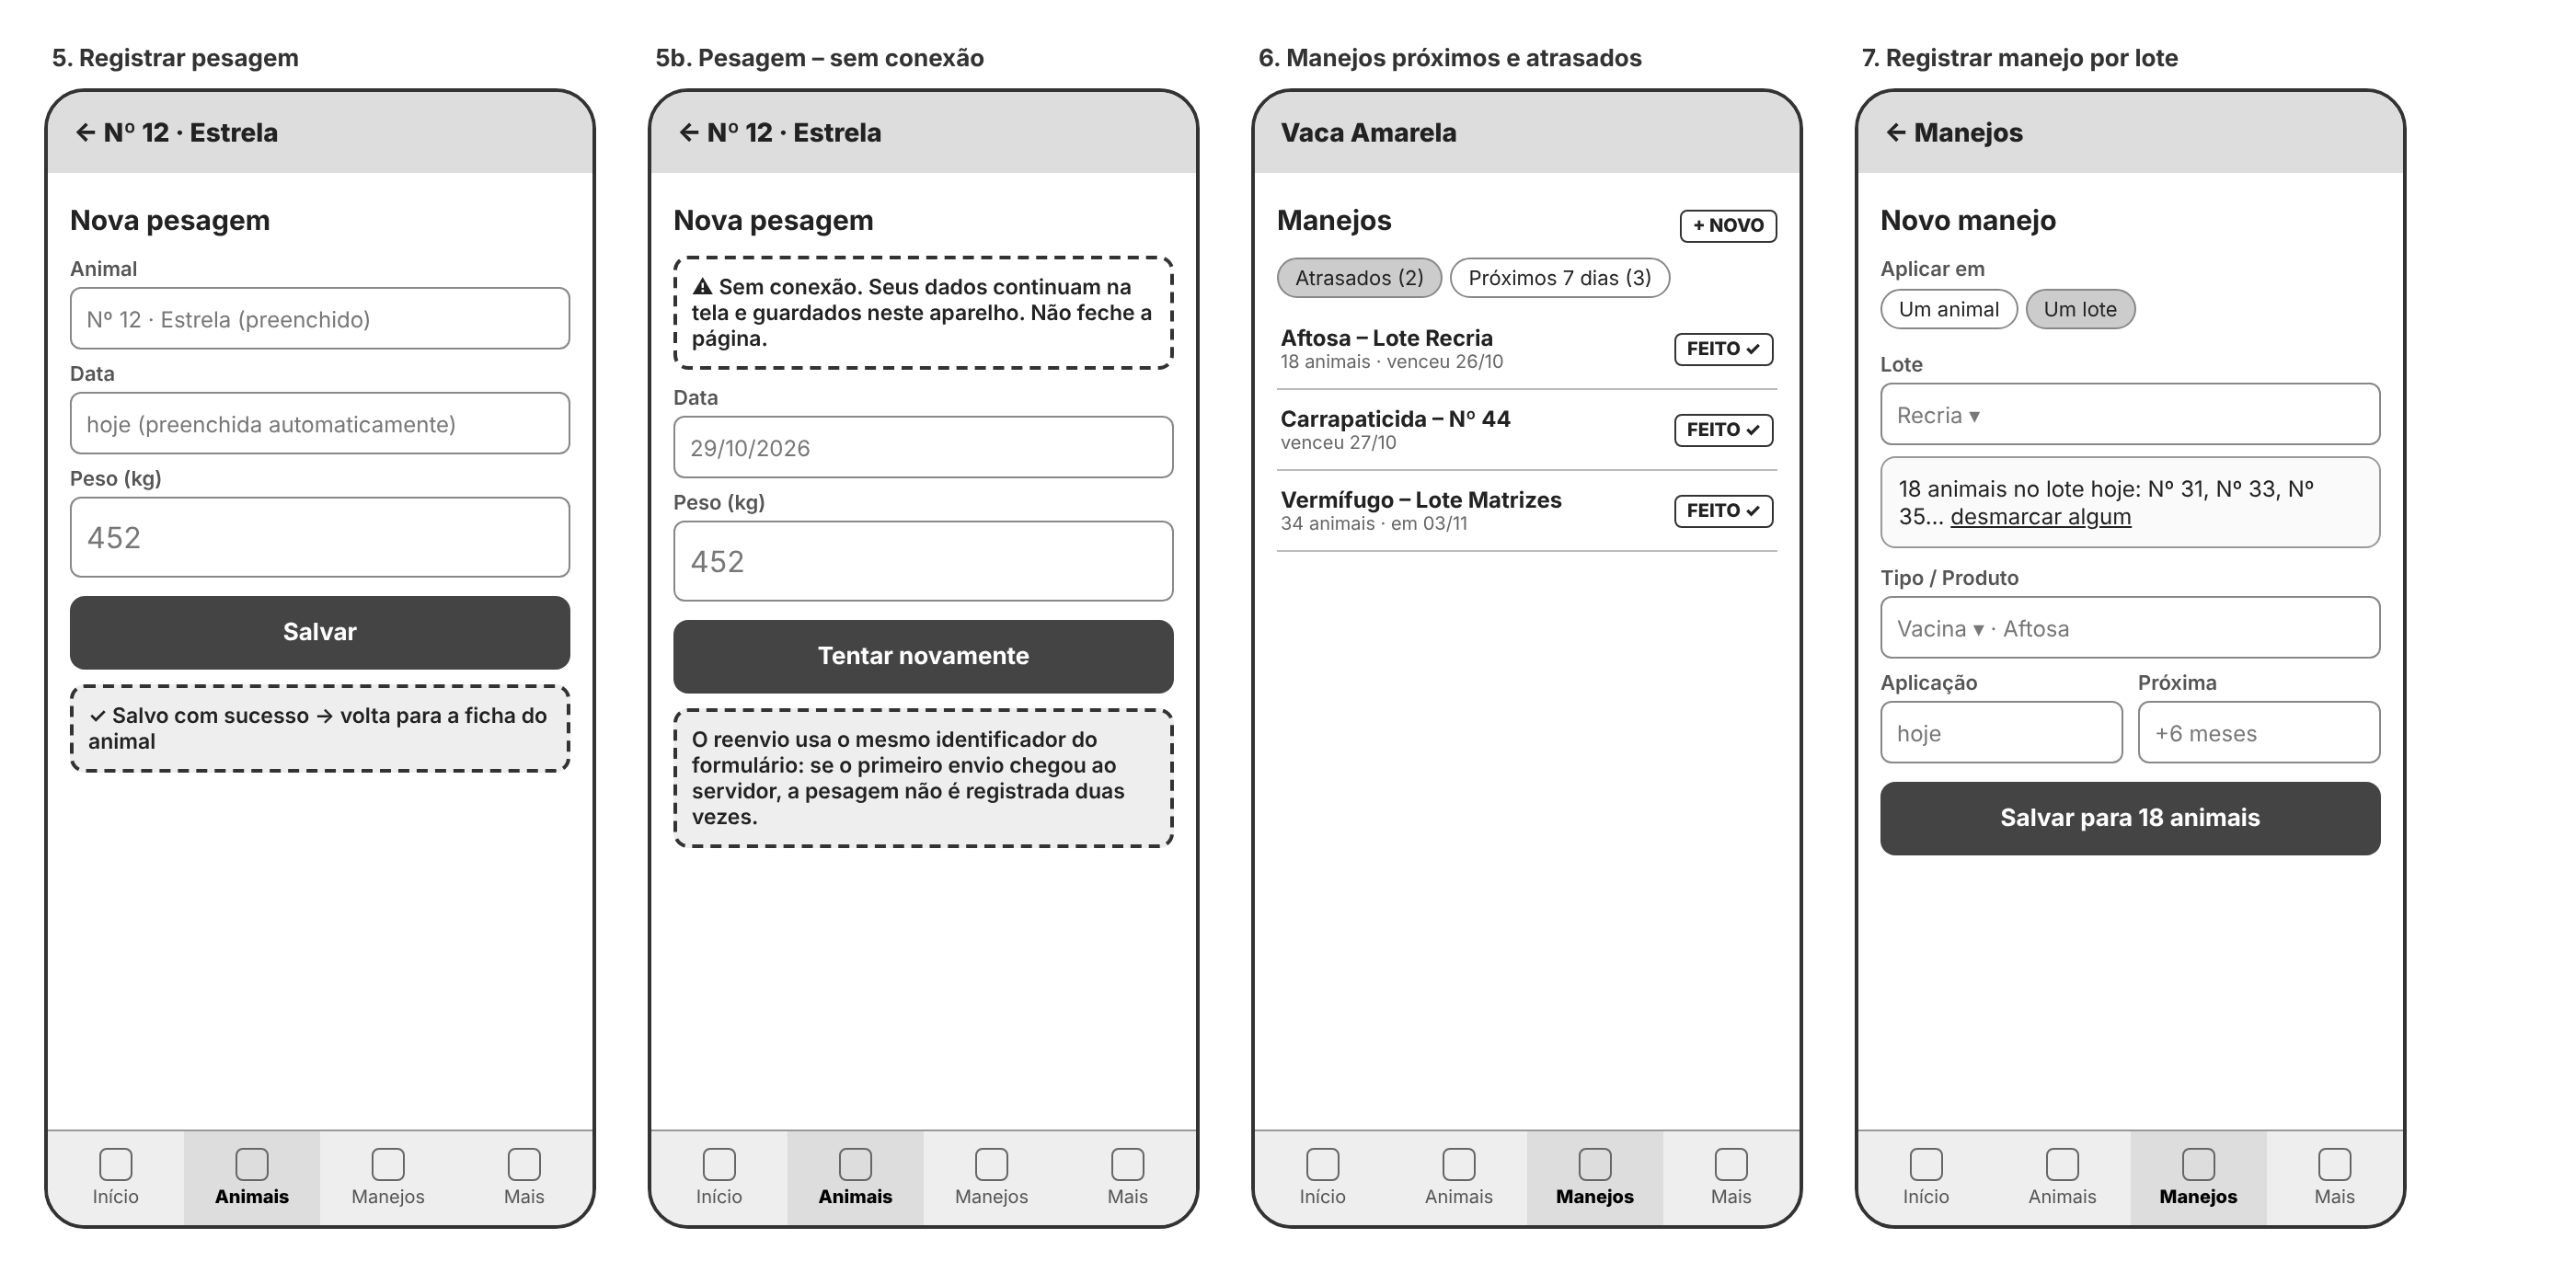 5. Registrar pesagem
← Nº 12 · Estrela
Nova pesagem
Animal
Nº 12 · Estrela (preenchido)
Data
hoje (preenchida automaticamente)
Peso (kg)
452
Salvar
✓ Salvo com sucesso → volta para a ficha do
animal
Início
Animais
Manejos
Mais
5b. Pesagem – sem conexão
← Nº 12 · Estrela
Nova pesagem
⚠ Sem conexão. Seus dados continuam na
tela e guardados neste aparelho. Não feche a
página.
Data
29/10/2026
Peso (kg)
452
Tentar novamente
O reenvio usa o mesmo identificador do
formulário: se o primeiro envio chegou ao
servidor, a pesagem não é registrada duas
vezes.
Início
Animais
Manejos
Mais
6. Manejos próximos e atrasados
Vaca Amarela
Manejos
+ NOVO
Atrasados (2)
Próximos 7 dias (3)
Aftosa – Lote Recria
18 animais · venceu 26/10
FEITO ✓
Carrapaticida – Nº 44
venceu 27/10
FEITO ✓
Vermífugo – Lote Matrizes
34 animais · em 03/11
FEITO ✓
Início
Animais
Manejos
Mais
7. Registrar manejo por lote
← Manejos
Novo manejo
Aplicar em
Um animal
Um lote
Lote
Recria ▾
18 animais no lote hoje: Nº 31, Nº 33, Nº
35... desmarcar algum
Tipo / Produto
Vacina ▾ · Aftosa
Aplicação
Próxima
hoje
+6 meses
Salvar para 18 animais
Início
Animais
Manejos
Mais